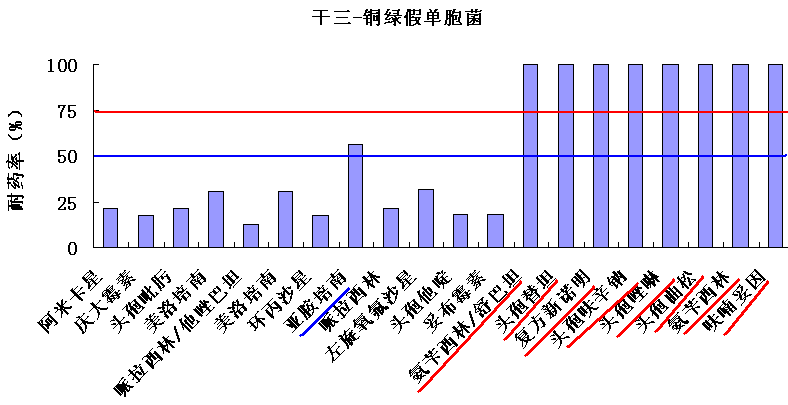 干三-铜绿假单胞菌
耐药率（%）
100
75
50
25
0
阿米卡星
庆大霉素
头孢吡肟
美洛培南
哌拉西林/他唑巴坦
美洛培南
环丙沙星
亚胺培南
哌拉西林
左旋氧氟沙星
头孢他啶
妥布霉素
氨苄西林/舒巴坦
头孢替坦
复方新诺明
头孢呋辛钠
头孢唑啉
头孢曲松
氨苄西林
呋喃妥因